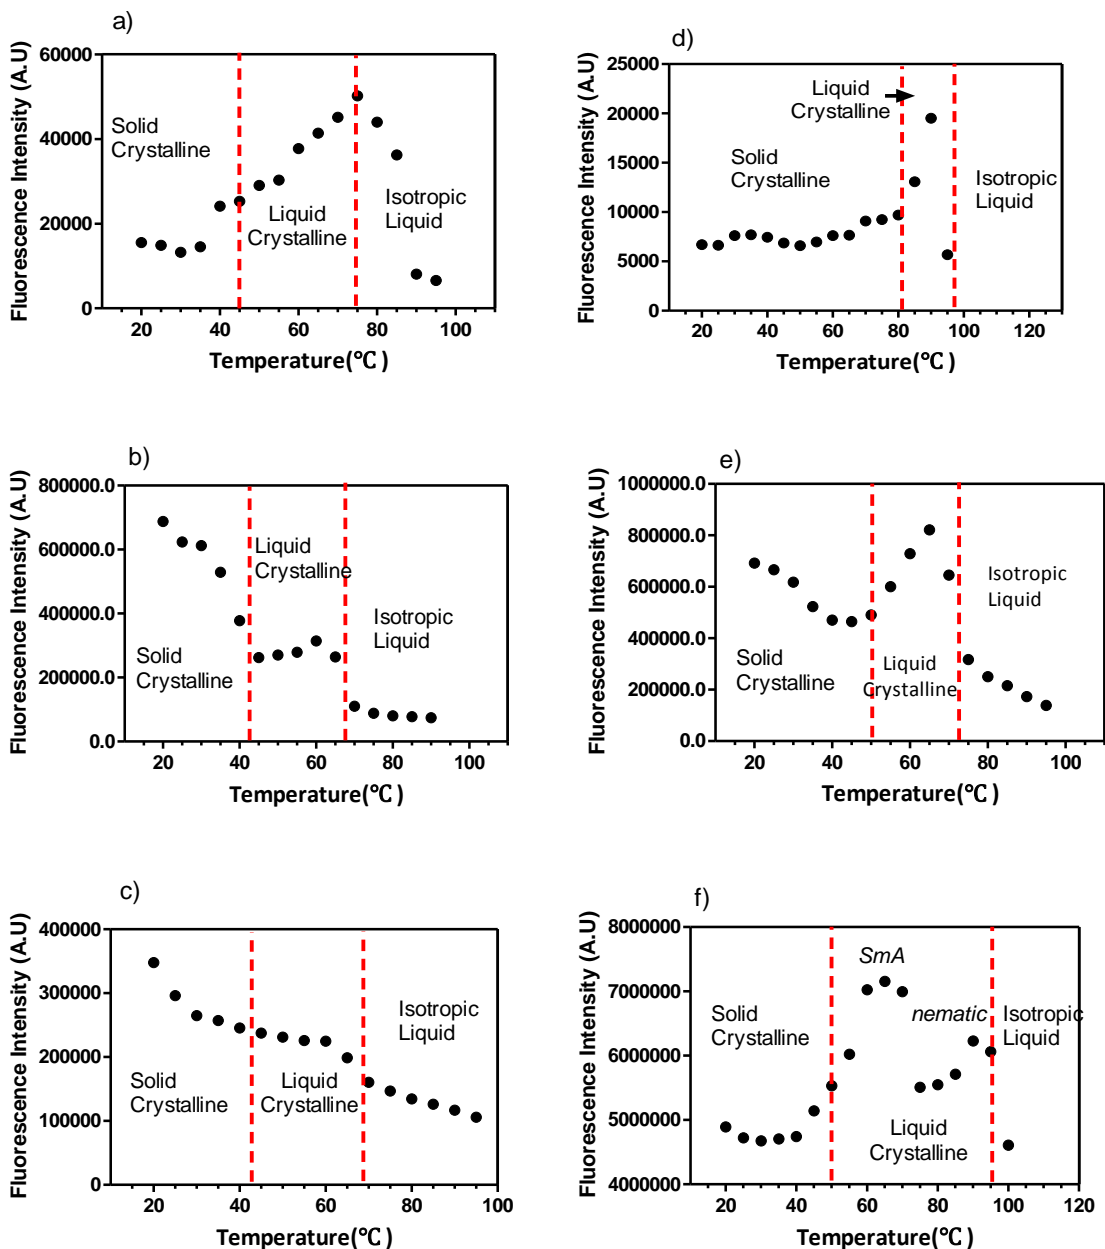 a)
Fluorescence Intensity (A.U)
60000
40000
20000
0
Solid
Crystalline
Liquid
Crystalline
Isotropic
Liquid
20 40 60 80 100
Temperature(℃)
d)
Fluorescence Intensity (A.U)
25000
20000
15000
10000
5000
0
Liquid
Crystalline
Solid
Crystalline
Isotropic
Liquid
20 40 60 80 100 120
Temperature(℃)
b)
Fluorescence Intensity (A.U)
800000.0
600000.0
400000.0
200000.0
0.0
Liquid
Crystalline
Isotropic
Liquid
Solid
Crystalline
20 40 60 80 100
Temperature(℃)
e)
Fluorescence Intensity (A.U)
1000000.0
800000.0
600000.0
400000.0
200000.0
0.0
Isotropic
Liquid
Solid
Crystalline
Liquid
Crystalline
20 40 60 80 100
Temperature(℃)
c)
Fluorescence Intensity (A.U)
400000
300000
200000
100000
0
Isotropic
Liquid
Solid
Crystalline
Liquid
Crystalline
20 40 60 80 100
Temperature(℃)
f)
Fluorescence Intensity (A.U)
8000000
7000000
6000000
5000000
4000000
SmA
Solid
Crystalline
nematic
Isotropic
Liquid
Liquid
Crystalline
20 40 60 80 100 120
Temperature(℃)